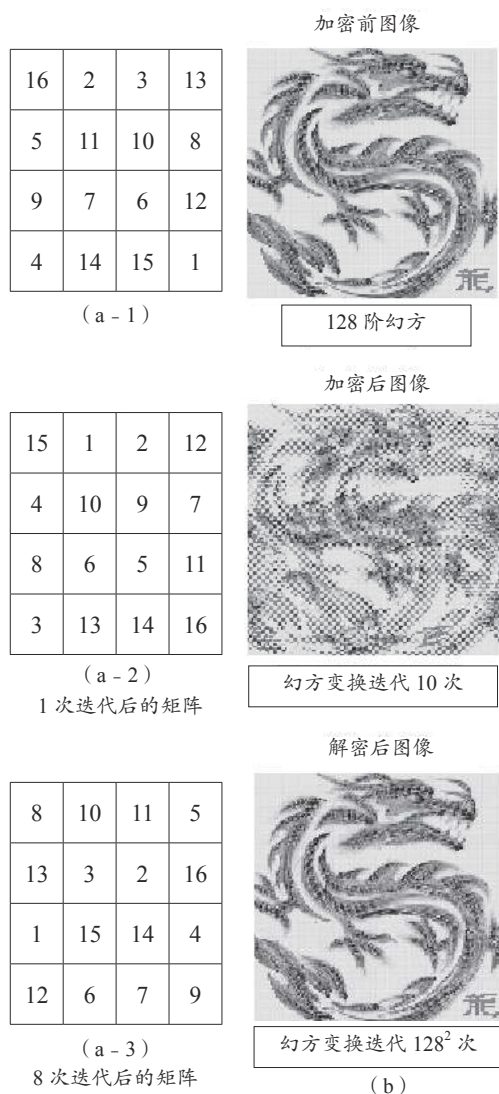 加密前图像
16 2 3 13
5 11 10 8
9 7 6 12
4 14 15 1
(a-1)
128 阶幻方
加密后图像
15 1 2 12
4 10 9 7
8 6 5 11
3 13 14 16
(a-2)
1 次迭代后的矩阵
幻方变换迭代 10 次
解密后图像
8 10 11 5
13 3 2 16
1 15 14 4
12 6 7 9
(a-3)
8 次迭代后的矩阵
幻方变换迭代 128² 次
(b)